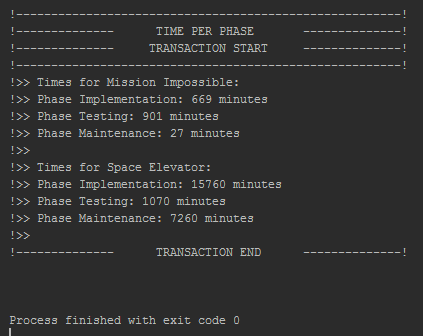 !-------------------------------------------------------!
!-------------- TIME PER PHASE --------------!
!-------------- TRANSACTION START --------------!
!-------------------------------------------------------!
!>> Times for Mission Impossible:
!>> Phase Implementation: 669 minutes
!>> Phase Testing: 901 minutes
!>> Phase Maintenance: 27 minutes
!>>
!>> Times for Space Elevator:
!>> Phase Implementation: 15760 minutes
!>> Phase Testing: 1070 minutes
!>> Phase Maintenance: 7260 minutes
!>>
!-------------- TRANSACTION END --------------!
Process finished with exit code 0